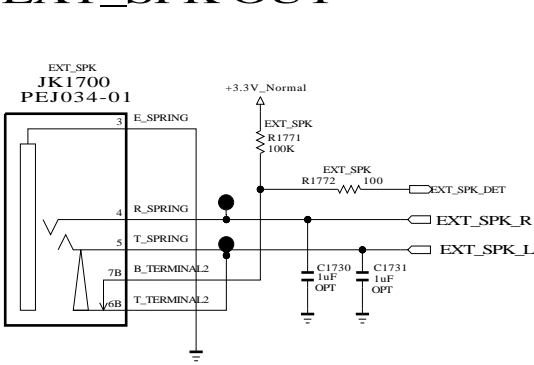 EXT_SPK OUT
EXT_SPK
JK1700
PEJ034-01
+3.3V_Normal
EXT_SPK
R1771
100K
EXT_SPK
R1772 100
EXT_SPK_DET
3 E_SPRING
4 R_SPRING
EXT_SPK_R
5 T_SPRING
EXT_SPK_L
7B B_TERMINAL2
6B T_TERMINAL2
C1730
1uF
OPT
C1731
1uF
OPT